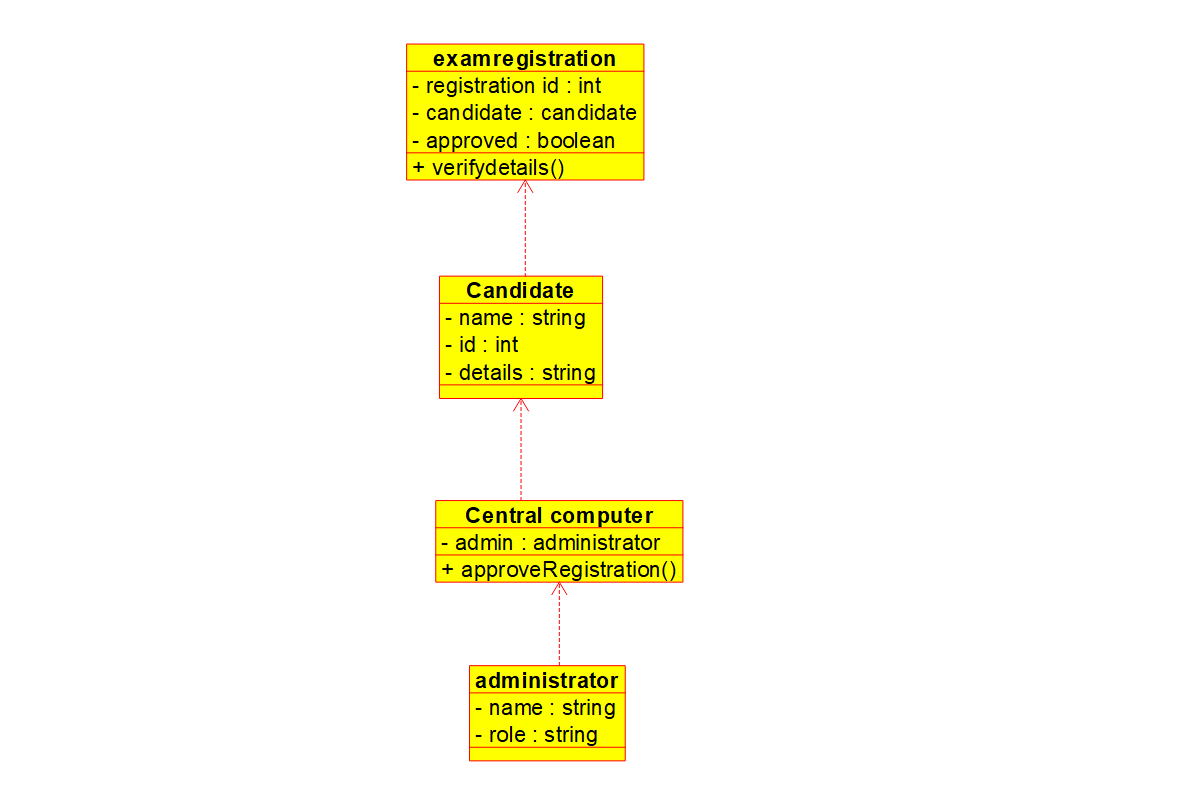 examregistration
- registration id : int
- candidate : candidate
- approved : boolean
+ verifydetails()
Candidate
- name : string
- id : int
- details : string
Central computer
- admin : administrator
+ approveRegistration()
administrator
- name : string
- role : string